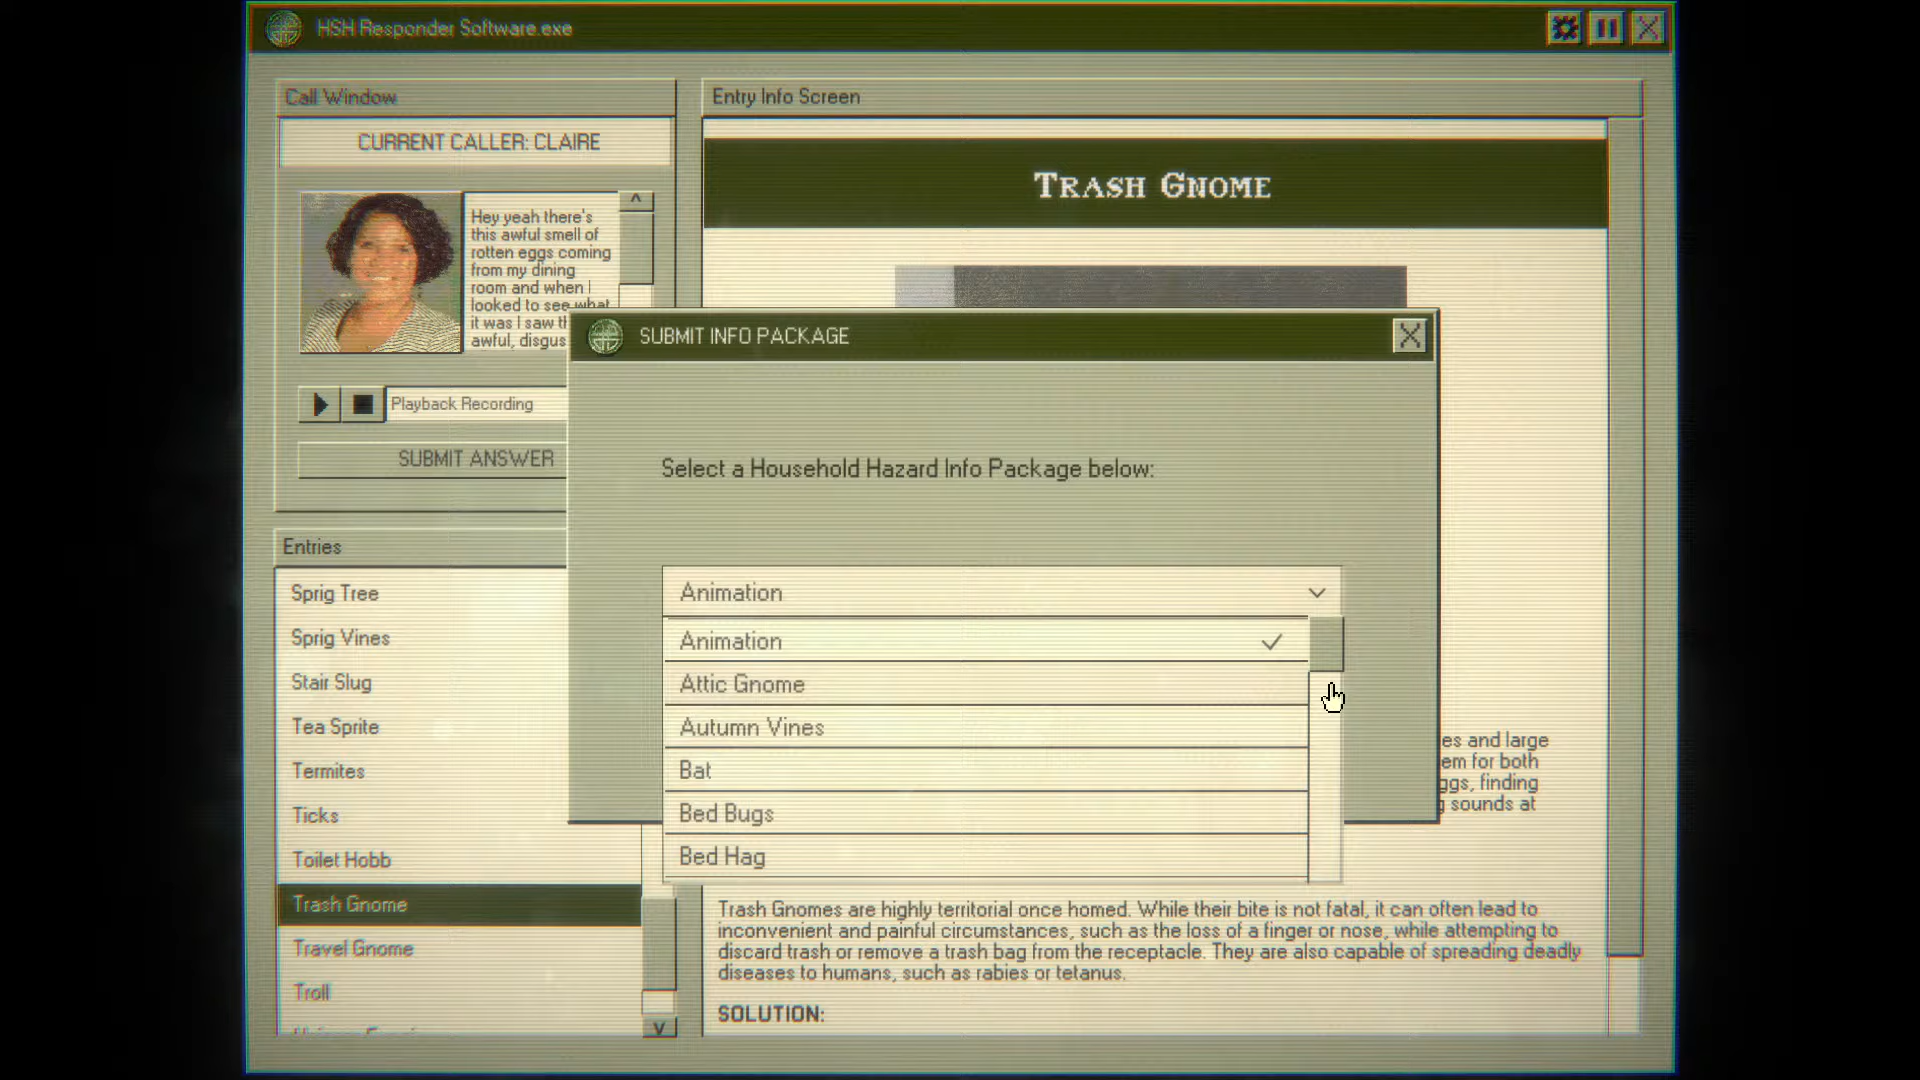 HSH Responder Software.exe
Call Window
CURRENT CALLER: CLAIRE
Hey yeah there's
this awful smell of
rotten eggs coming
from my dining
room and when I
looked to see what
it was I saw
awful, disgus
Playback Recording
SUBMIT ANSWER
Entries
Sprig Tree
Sprig Vines
Stair Slug
Tea Sprite
Termites
Ticks
Toilet Hobb
Trash Gnome
Travel Gnome
Troll
Entry Info Screen
TRASH GNOME
SUBMIT INFO PACKAGE
Select a Household Hazard Info Package below:
Animation
Animation
Attic Gnome
Autumn Vines
Bat
Bed Bugs
Bed Hag
es and large
em for both
ggs, finding
g sounds at
Trash Gnomes are highly territorial once homed. While their bite is not fatal, it can often lead to
inconvenient and painful circumstances, such as the loss of a finger or nose, while attempting to
discard trash or remove a trash bag from the receptacle. They are also capable of spreading deadly
diseases to humans, such as rabies or tetanus.
SOLUTION: